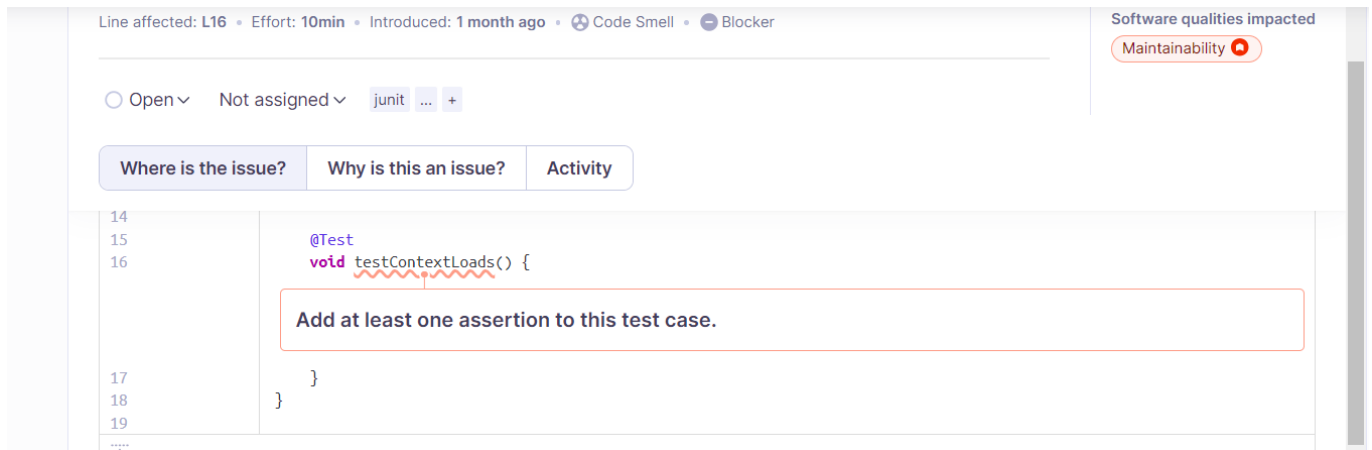 Line affected: L16 • Effort: 10min • Introduced: 1 month ago • Code Smell • Blocker
Software qualities impacted
Maintainability
Open Not assigned junit ... +
Where is the issue? Why is this an issue? Activity
14
15 @Test
16 void testContextLoads() {
Add at least one assertion to this test case.
17 }
18 }
19
.....